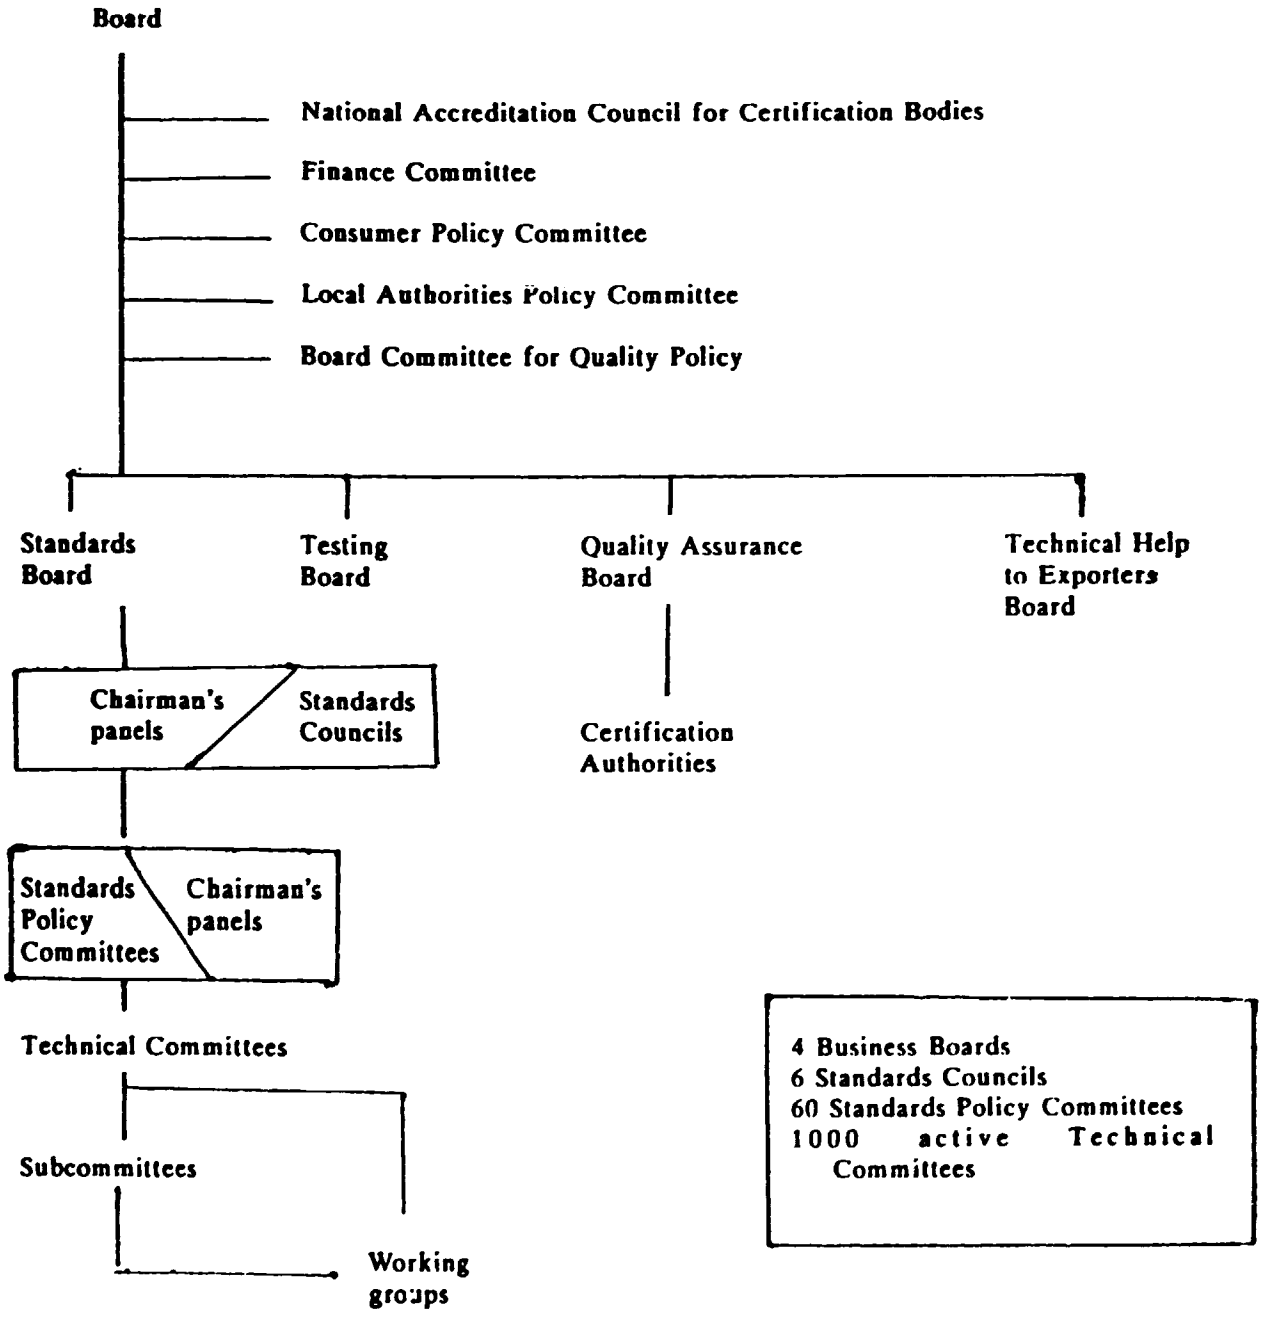 Board
National Accreditation Council for Certification Bodies
Finance Committee
Consumer Policy Committee
Local Authorities Policy Committee
Board Committee for Quality Policy
Standards
Board
Testing
Board
Quality Assurance
Board
Technical Help
to Exporters
Board
Chairman's
panels
Standards
Councils
Certification
Authorities
Standards
Policy
Committees
Chairman's
panels
Technical Committees
Subcommittees
Working
groups
4 Business Boards
6 Standards Councils
60 Standards Policy Committees
1000 active Technical
Committees